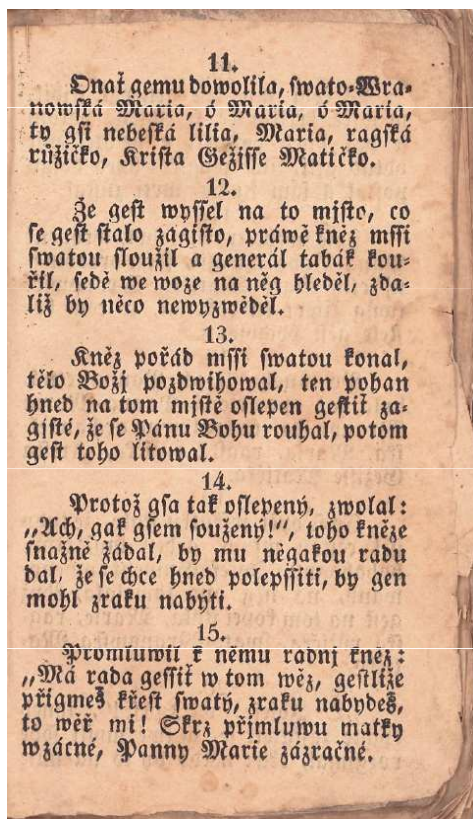 11.
Onať gemu dowolila, swato-Wra-
nowská Maria, ó Maria, ó Maria,
ty gsi nebeská lilia, Maria, ragská
růžičko, Krista Gežjsse Matičko.
12.
Že gest wyssel na to mjsto, co
se gest stalo zagisto, práwě kněz mssi
swatou sloužil a generál tabák kou-
řil, sedě we woze na něg hleděl, zda-
liž by něco newyzwěděl.
13.
Kněz pořád mssi swatou konal,
tělo Božj pozdwihowal, ten pohan
hned na tom mjstě oslepen gestiť za-
gisté, že se Pánu Bohu rouhal, potom
gest toho litowal.
14.
Protož gsa tak oslepený, zwolal:
„Ach, gak gsem soužený!“, toho kněze
snažně žádal, by mu něgakou radu
dal, že se chce hned polepssiti, by gen
mohl zraku nabýti.
15.
Promluwil k němu radnj kněz:
„Má rada gessiť w tom wěz, gestliže
přigmeš křest swatý, zraku nabydeš,
to wěř mi! Skrz přjmluwu matky
wzácné, Panny Marie zázračné.